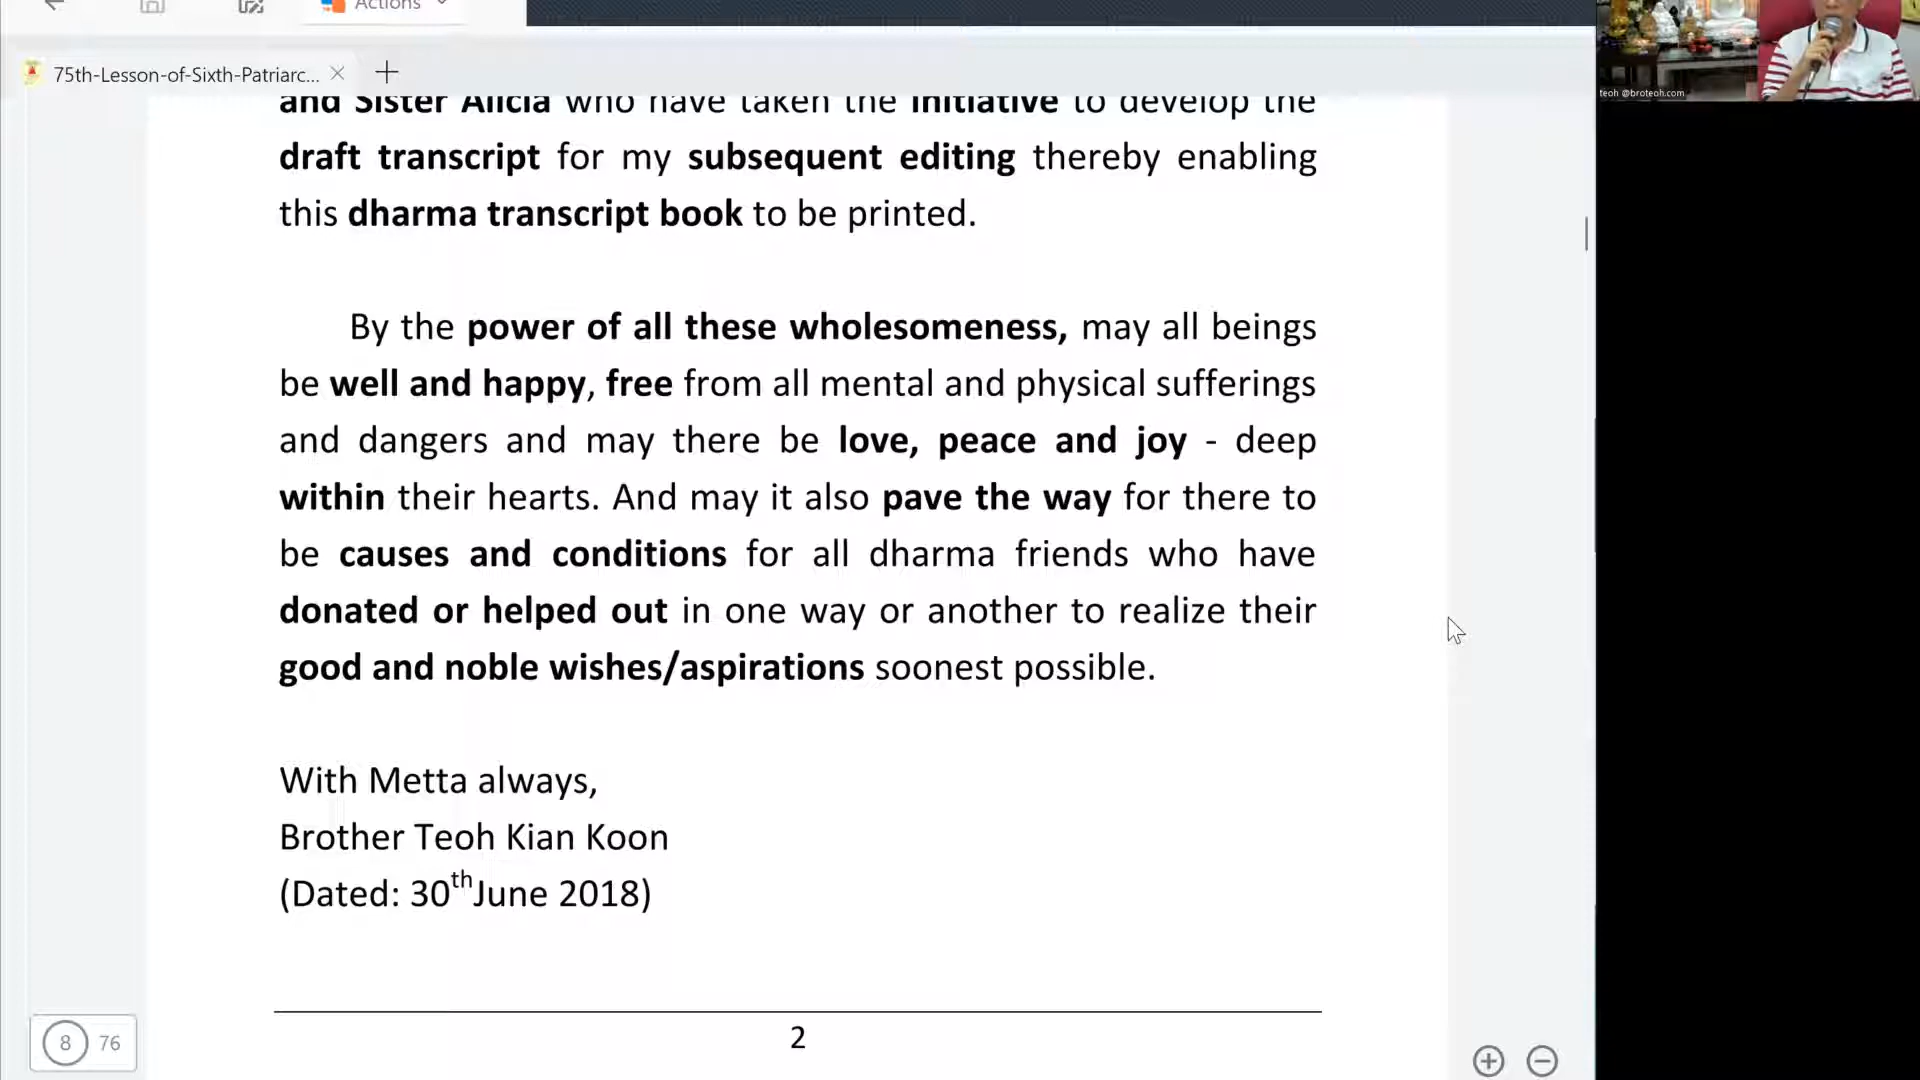 Actions
75th-Lesson-of-Sixth-Patriarc...
teoh @broteoh.com
and Sister Alicia who have taken the initiative to develop the
draft transcript for my subsequent editing thereby enabling
this dharma transcript book to be printed.
By the power of all these wholesomeness, may all beings
be well and happy, free from all mental and physical sufferings
and dangers and may there be love, peace and joy - deep
within their hearts. And may it also pave the way for there to
be causes and conditions for all dharma friends who have
donated or helped out in one way or another to realize their
good and noble wishes/aspirations soonest possible.
With Metta always,
Brother Teoh Kian Koon
(Dated: 30th June 2018)
2
8 76